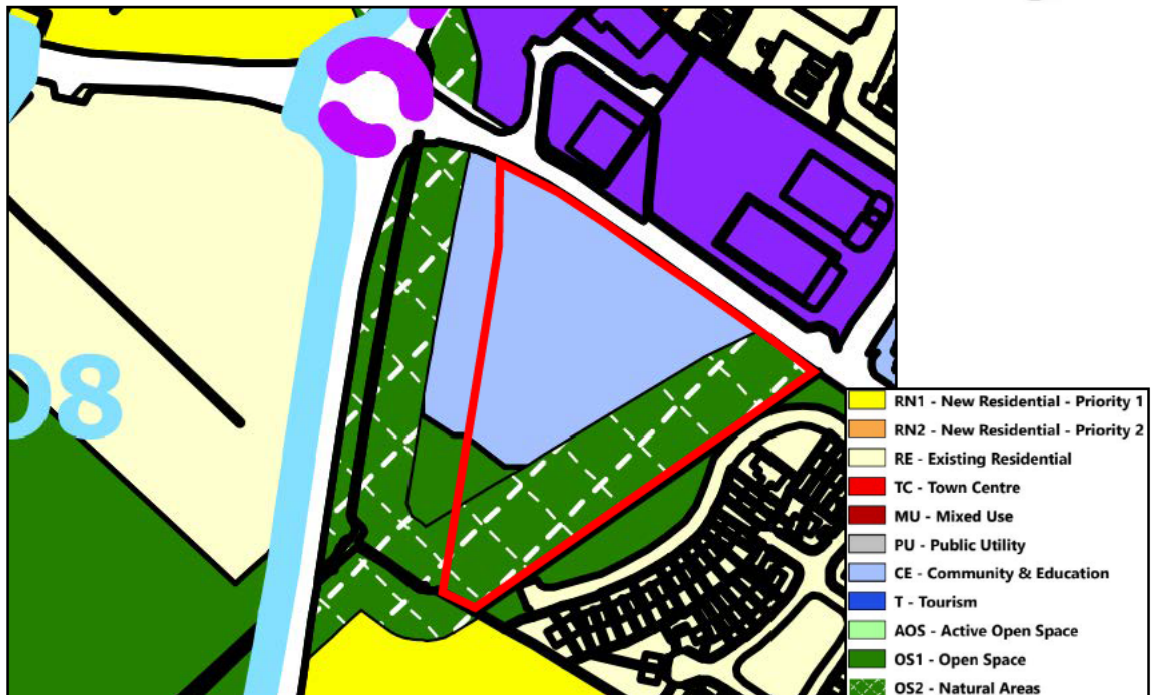 08
RN1 - New Residential - Priority 1
RN2 - New Residential - Priority 2
RE - Existing Residential
TC - Town Centre
MU - Mixed Use
PU - Public Utility
CE - Community & Education
T - Tourism
AOS - Active Open Space
OS1 - Open Space
OS2 - Natural Areas